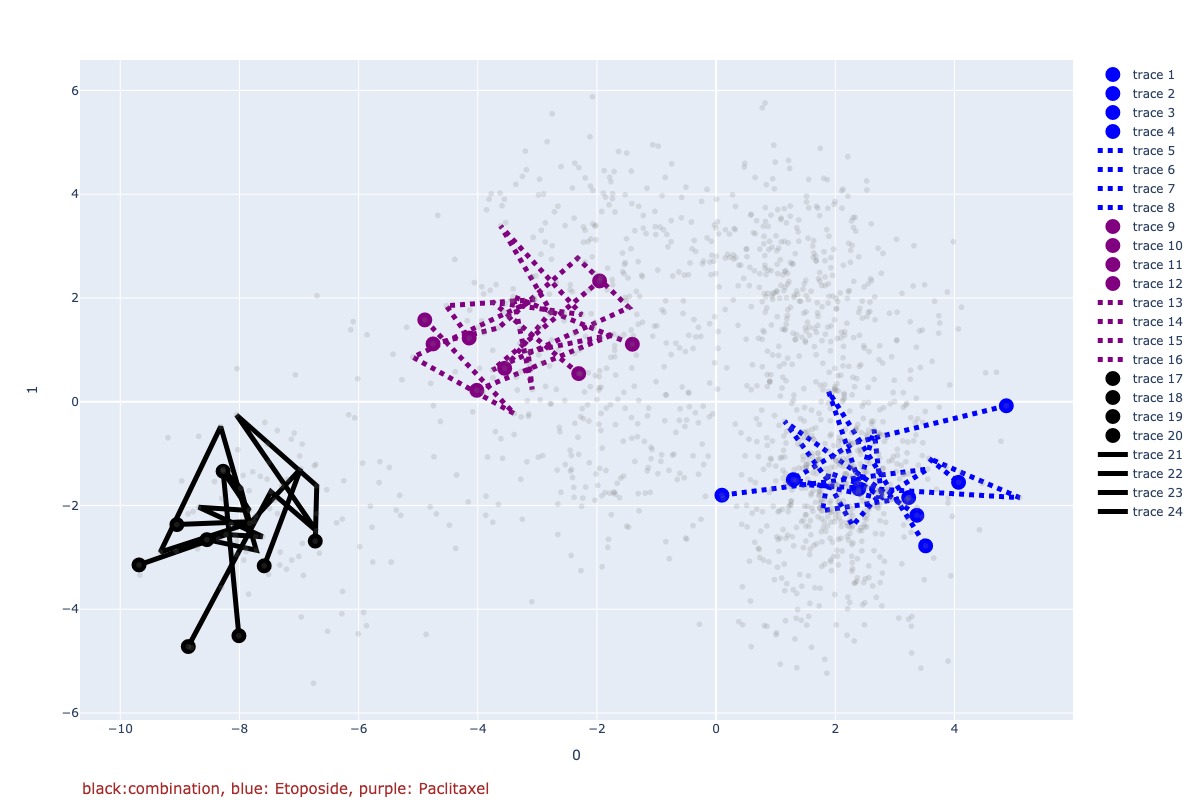 6
4
2
0
−2
−4
−6
−10
−8
−6
−4
−2
0
2
4
0
1
trace 1
trace 2
trace 3
trace 4
trace 5
trace 6
trace 7
trace 8
trace 9
trace 10
trace 11
trace 12
trace 13
trace 14
trace 15
trace 16
trace 17
trace 18
trace 19
trace 20
trace 21
trace 22
trace 23
trace 24
black:combination, blue: Etoposide, purple: Paclitaxel